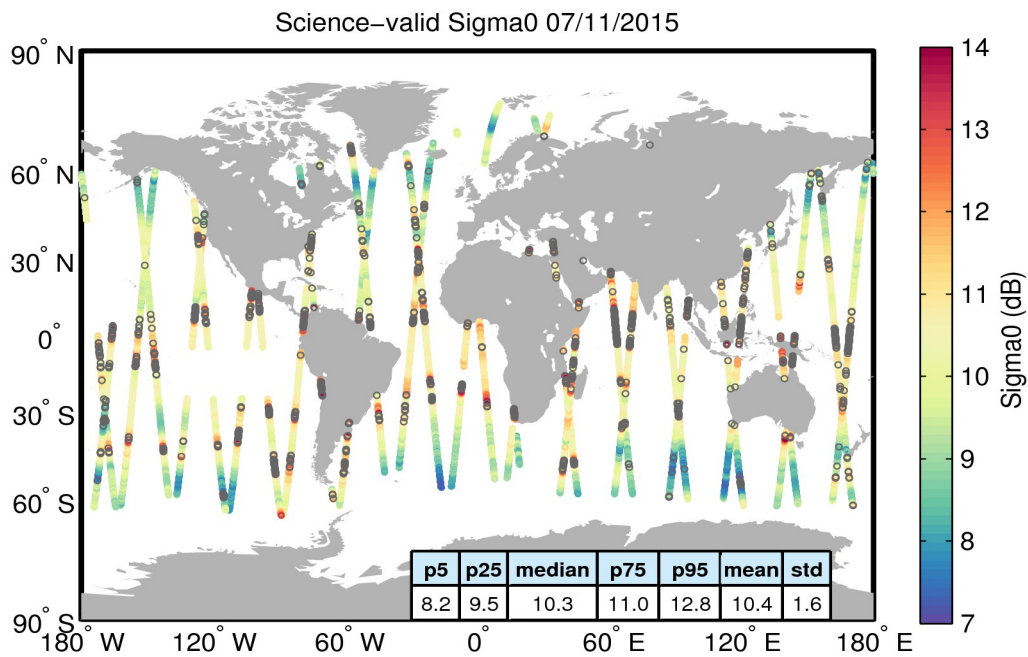 Science−valid Sigma0 07/11/2015
90° N
60° N
30° N
0°
30° S
60° S
90° S
180° W
120° W
60° W
0°
60° E
120° E
180° E
14
13
12
11
10
9
8
7
Sigma0 (dB)
p5 p25 median p75 p95 mean std
8.2 9.5 10.3 11.0 12.8 10.4 1.6